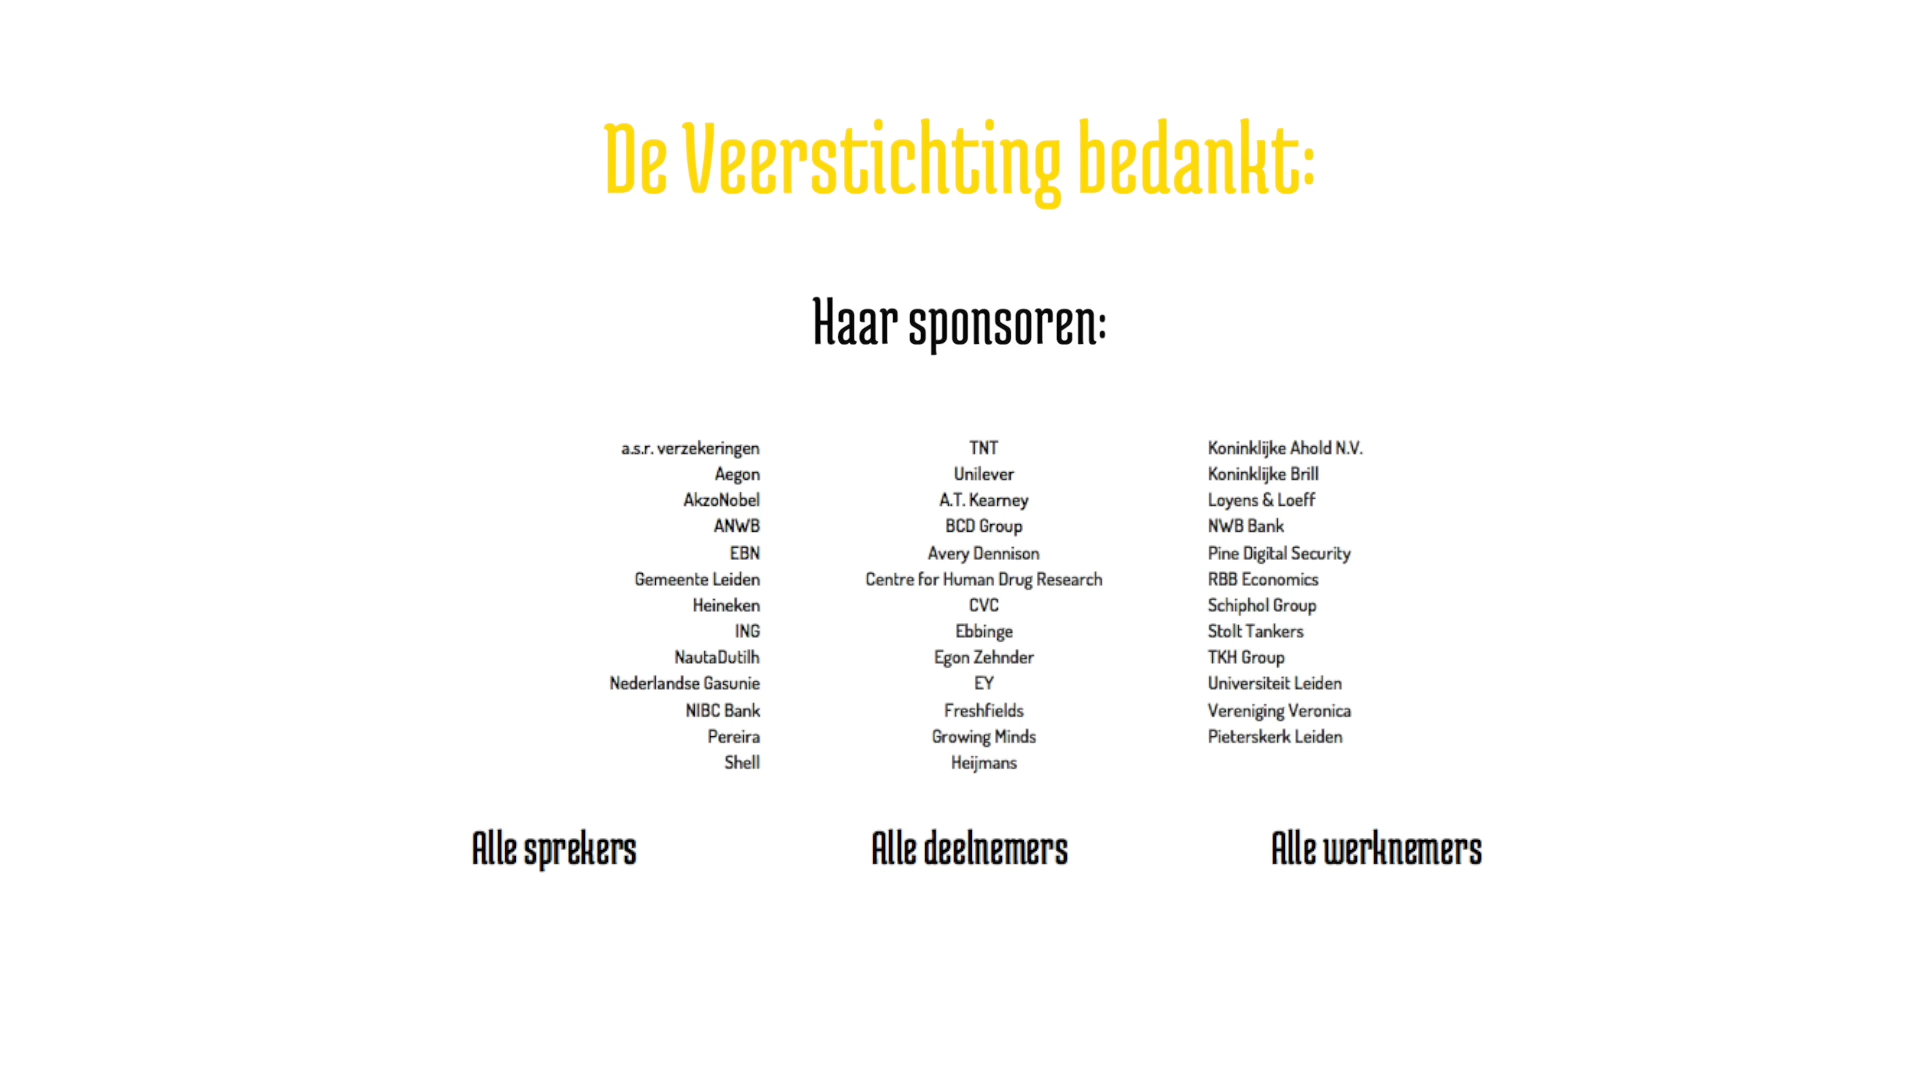 De Veerstichting bedankt:
Haar sponsoren:
a.s.r. verzekeringen
Aegon
AkzoNobel
ANWB
EBN
Gemeente Leiden
Heineken
ING
NautaDutilh
Nederlandse Gasunie
NIBC Bank
Pereira
Shell
TNT
Unilever
A.T. Kearney
BCD Group
Avery Dennison
Centre for Human Drug Research
CVC
Ebbinge
Egon Zehnder
EY
Freshfields
Growing Minds
Heijmans
Koninklijke Ahold N.V.
Koninklijke Brill
Loyens & Loeff
NWB Bank
Pine Digital Security
RBB Economics
Schiphol Group
Stolt Tankers
TKH Group
Universiteit Leiden
Vereniging Veronica
Pieterskerk Leiden
Alle sprekers
Alle deelnemers
Alle werknemers